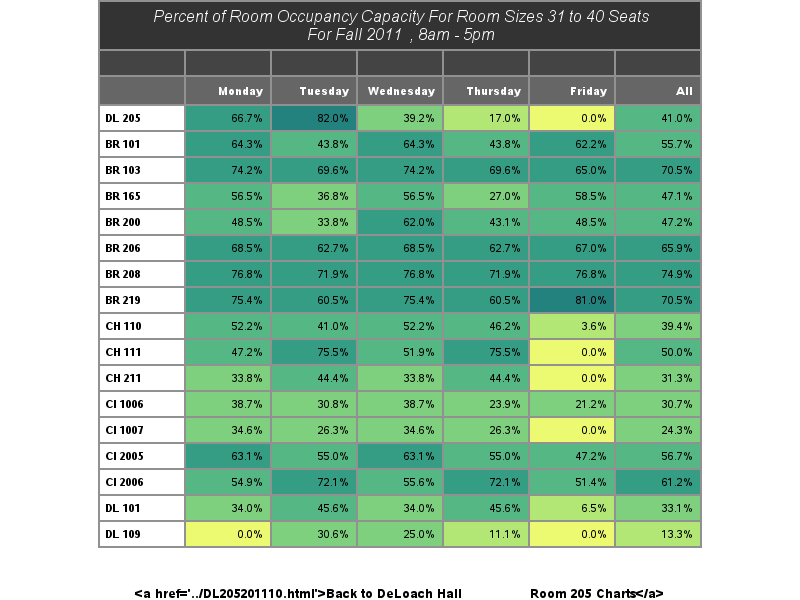 Percent of Room Occupancy Capacity For Room Sizes 31 to 40 Seats
For Fall 2011 , 8am - 5pm
Monday Tuesday Wednesday Thursday Friday All
DL 205 66.7% 82.0% 39.2% 17.0% 0.0% 41.0%
BR 101 64.3% 43.8% 64.3% 43.8% 62.2% 55.7%
BR 103 74.2% 69.6% 74.2% 69.6% 65.0% 70.5%
BR 165 56.5% 36.8% 56.5% 27.0% 58.5% 47.1%
BR 200 48.5% 33.8% 62.0% 43.1% 48.5% 47.2%
BR 206 68.5% 62.7% 68.5% 62.7% 67.0% 65.9%
BR 208 76.8% 71.9% 76.8% 71.9% 76.8% 74.9%
BR 219 75.4% 60.5% 75.4% 60.5% 81.0% 70.5%
CH 110 52.2% 41.0% 52.2% 46.2% 3.6% 39.4%
CH 111 47.2% 75.5% 51.9% 75.5% 0.0% 50.0%
CH 211 33.8% 44.4% 33.8% 44.4% 0.0% 31.3%
CI 1006 38.7% 30.8% 38.7% 23.9% 21.2% 30.7%
CI 1007 34.6% 26.3% 34.6% 26.3% 0.0% 24.3%
CI 2005 63.1% 55.0% 63.1% 55.0% 47.2% 56.7%
CI 2006 54.9% 72.1% 55.6% 72.1% 51.4% 61.2%
DL 101 34.0% 45.6% 34.0% 45.6% 6.5% 33.1%
DL 109 0.0% 30.6% 25.0% 11.1% 0.0% 13.3%
<a href='../DL205201110.html'>Back to DeLoach Hall Room 205 Charts</a>